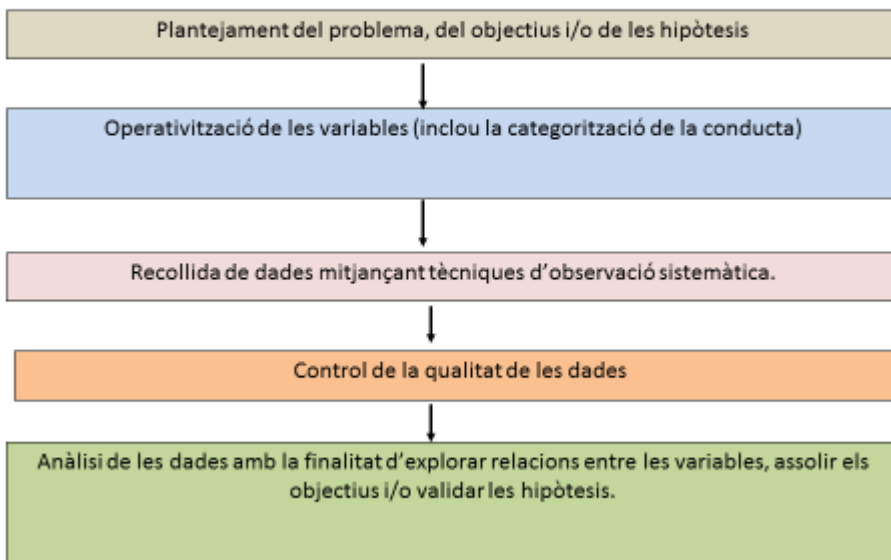 Plantejament del problema, del objectius i/o de les hipòtesis
Operativització de les variables (inclou la categorització de la conducta)
Recollida de dades mitjançant tècniques d'observació sistemàtica.
Control de la qualitat de les dades
Anàlisi de les dades amb la finalitat d'explorar relacions entre les variables, assolir els
objectius i/o validar les hipòtesis.